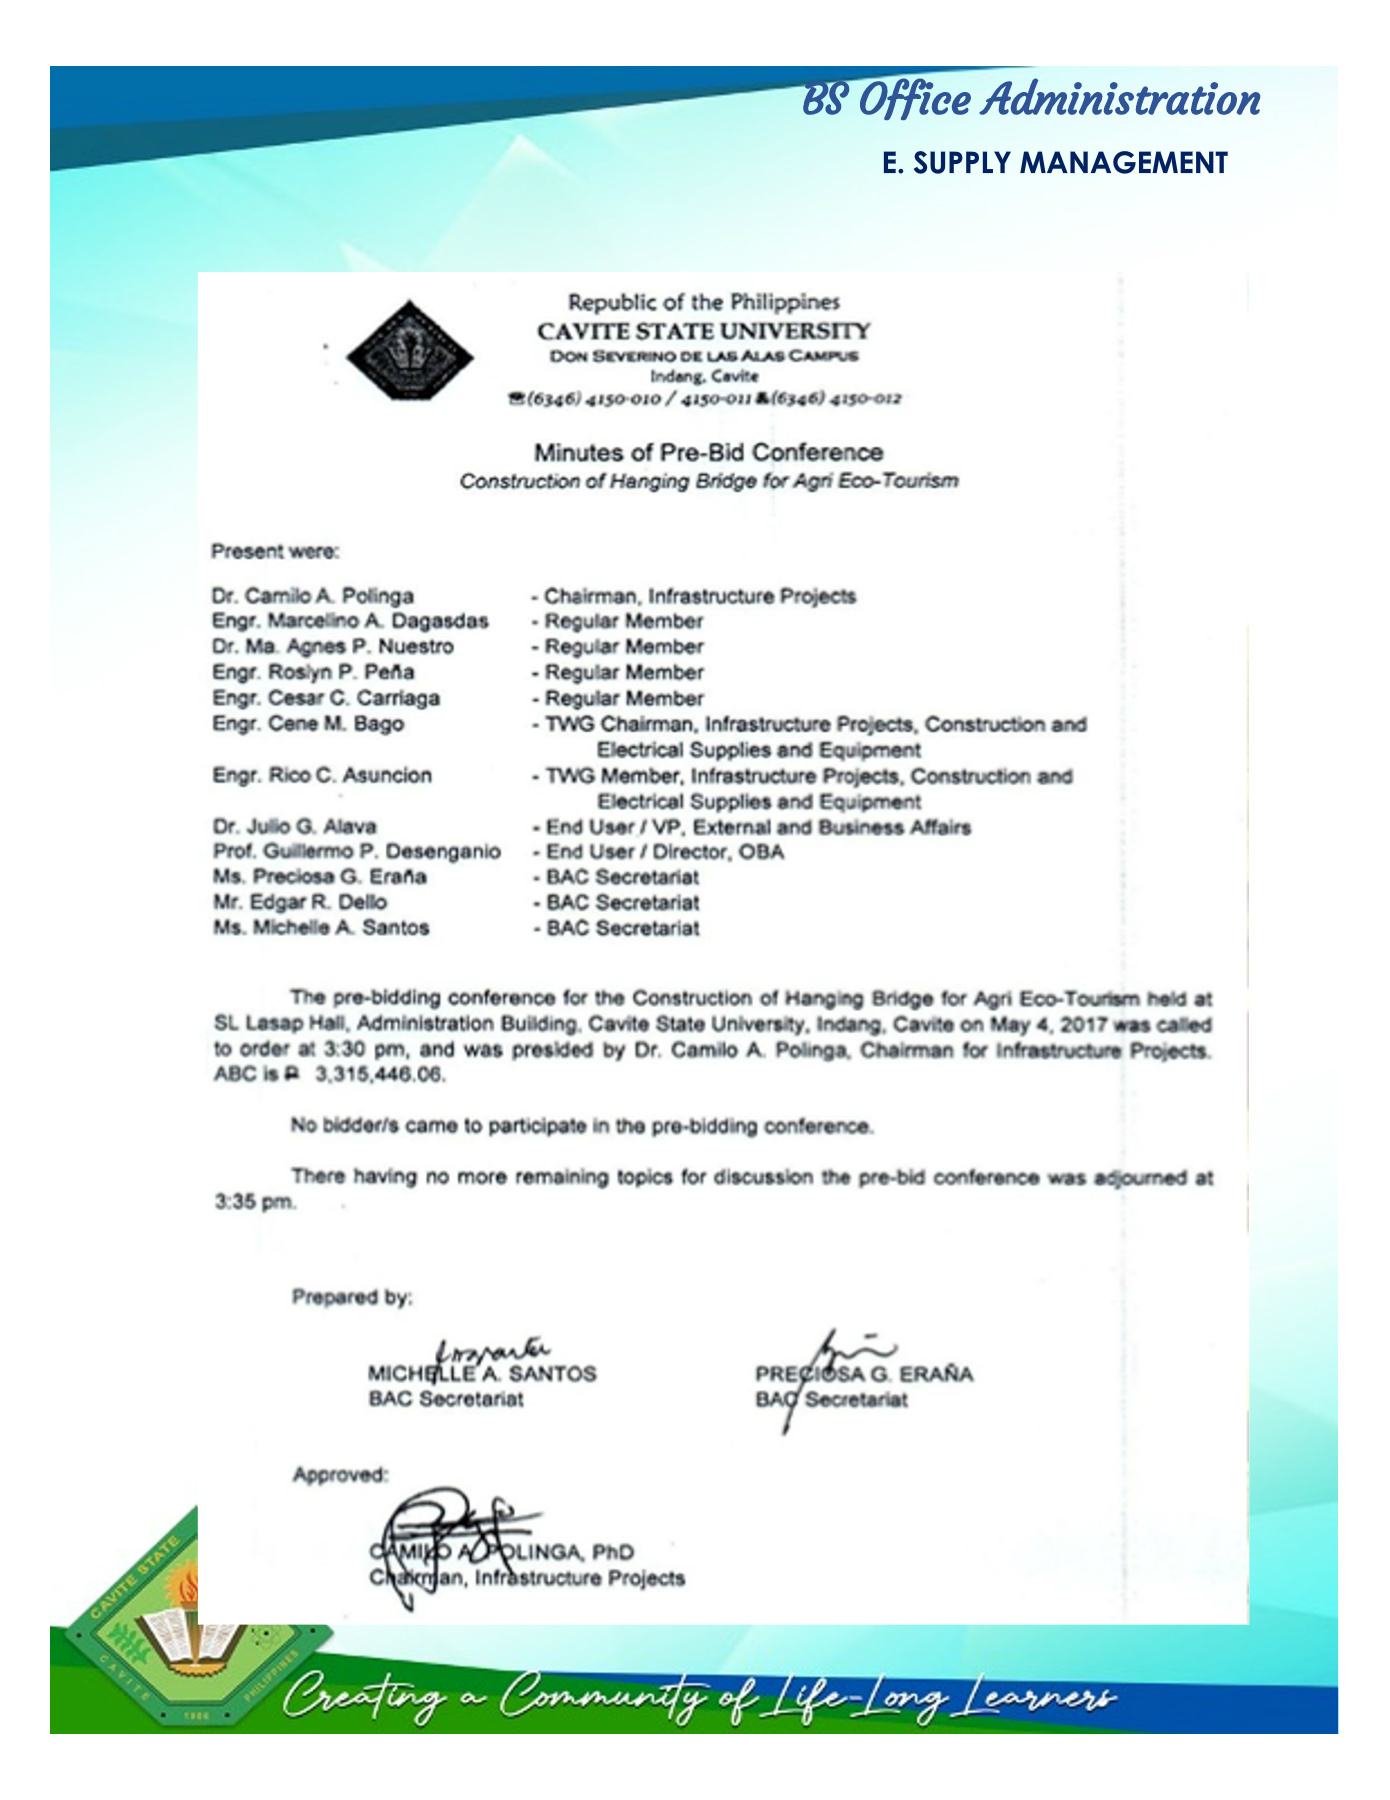 BS Office Administration
E. SUPPLY MANAGEMENT
Republic of the Philippines
CAVITE STATE UNIVERSITY
DON SEVERINO DE LAS ALAS CAMPUS
Indang, Cavite
☎(6346) 4150-010 / 4150-011 (6346) 4150-012
Minutes of Pre-Bid Conference
Construction of Hanging Bridge for Agri Eco-Tourism
Present were:
Dr. Camilo A. Polinga - Chairman, Infrastructure Projects
Engr. Marcelino A. Dagasdas - Regular Member
Dr. Ma. Agnes P. Nuestro - Regular Member
Engr. Roslyn P. Peña - Regular Member
Engr. Cesar C. Carriaga - Regular Member
Engr. Cene M. Bago - TWG Chairman, Infrastructure Projects, Construction and
Electrical Supplies and Equipment
Engr. Rico C. Asuncion - TWG Member, Infrastructure Projects, Construction and
Electrical Supplies and Equipment
Dr. Julio G. Alava - End User / VP, External and Business Affairs
Prof. Guillermo P. Desenganio - End User / Director, OBA
Ms. Preciosa G. Eraña - BAC Secretariat
Mr. Edgar R. Dello - BAC Secretariat
Ms. Michelle A. Santos - BAC Secretariat
The pre-bidding conference for the Construction of Hanging Bridge for Agri Eco-Tourism held at
SL Lasap Hall, Administration Building, Cavite State University, Indang, Cavite on May 4, 2017 was called
to order at 3:30 pm, and was presided by Dr. Camilo A. Polinga, Chairman for Infrastructure Projects.
ABC is ₱ 3,315,446.06.
No bidder/s came to participate in the pre-bidding conference.
There having no more remaining topics for discussion the pre-bid conference was adjourned at
3:35 pm.
Prepared by:
MICHELLE A. SANTOS PRECIOSA G. ERAÑA
BAC Secretariat BAC Secretariat
Approved:
CAMILO A. POLINGA, PhD
Chairman, Infrastructure Projects
CAVITE STATE
CAVITE
PHILIPPINES
1906
Creating a Community of Life-Long Learners